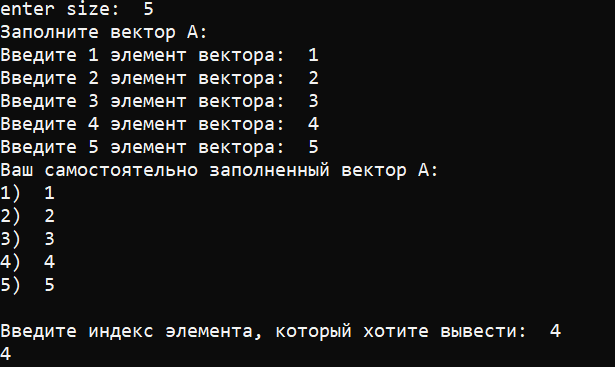 enter size:  5
Заполните вектор A:
Введите 1 элемент вектора:  1
Введите 2 элемент вектора:  2
Введите 3 элемент вектора:  3
Введите 4 элемент вектора:  4
Введите 5 элемент вектора:  5
Ваш самостоятельно заполненный вектор A:
1)  1
2)  2
3)  3
4)  4
5)  5
Введите индекс элемента, который хотите вывести:  4
4